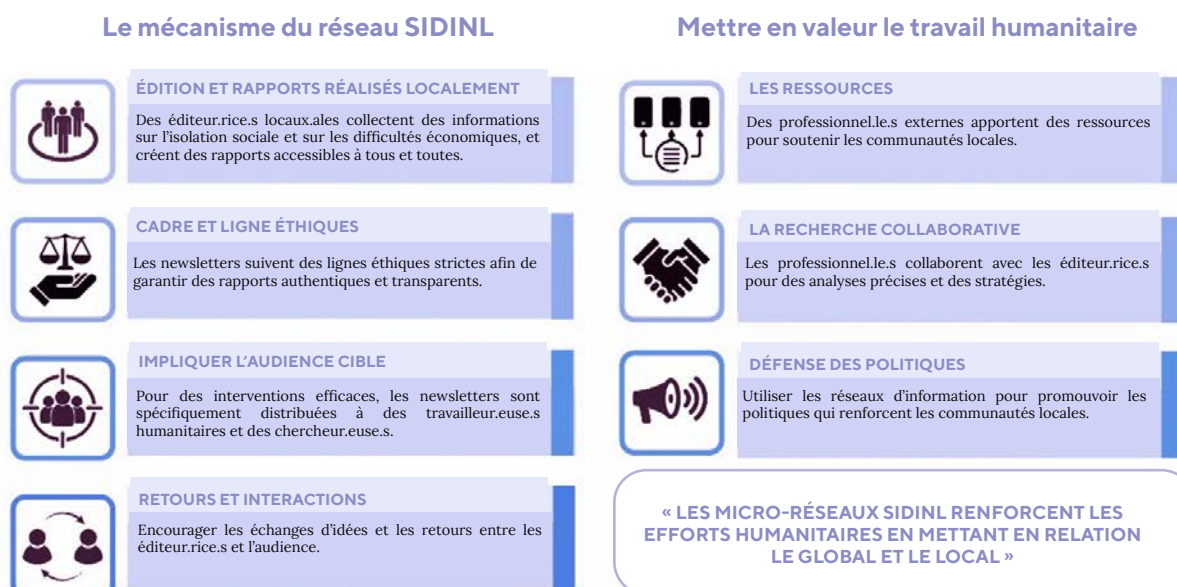 Le mécanisme du réseau SIDINL
ÉDITION ET RAPPORTS RÉALISÉS LOCALEMENT
Des éditeur.rice.s locaux.ales collectent des informations
sur l'isolation sociale et sur les difficultés économiques, et
créent des rapports accessibles à tous et toutes.
CADRE ET LIGNE ÉTHIQUES
Les newsletters suivent des lignes éthiques strictes afin de
garantir des rapports authentiques et transparents.
IMPLIQUER L'AUDIENCE CIBLE
Pour des interventions efficaces, les newsletters sont
spécifiquement distribuées à des travailleur.euse.s
humanitaires et des chercheur.euse.s.
RETOURS ET INTERACTIONS
Encourager les échanges d'idées et les retours entre les
éditeur.rice.s et l'audience.
Mettre en valeur le travail humanitaire
LES RESSOURCES
Des professionnel.le.s externes apportent des ressources
pour soutenir les communautés locales.
LA RECHERCHE COLLABORATIVE
Les professionnel.le.s collaborent avec les éditeur.rice.s
pour des analyses précises et des stratégies.
DÉFENSE DES POLITIQUES
Utiliser les réseaux d'information pour promouvoir les
politiques qui renforcent les communautés locales.
« LES MICRO-RÉSEAUX SIDINL RENFORCENT LES
EFFORTS HUMANITAIRES EN METTANT EN RELATION
LE GLOBAL ET LE LOCAL »